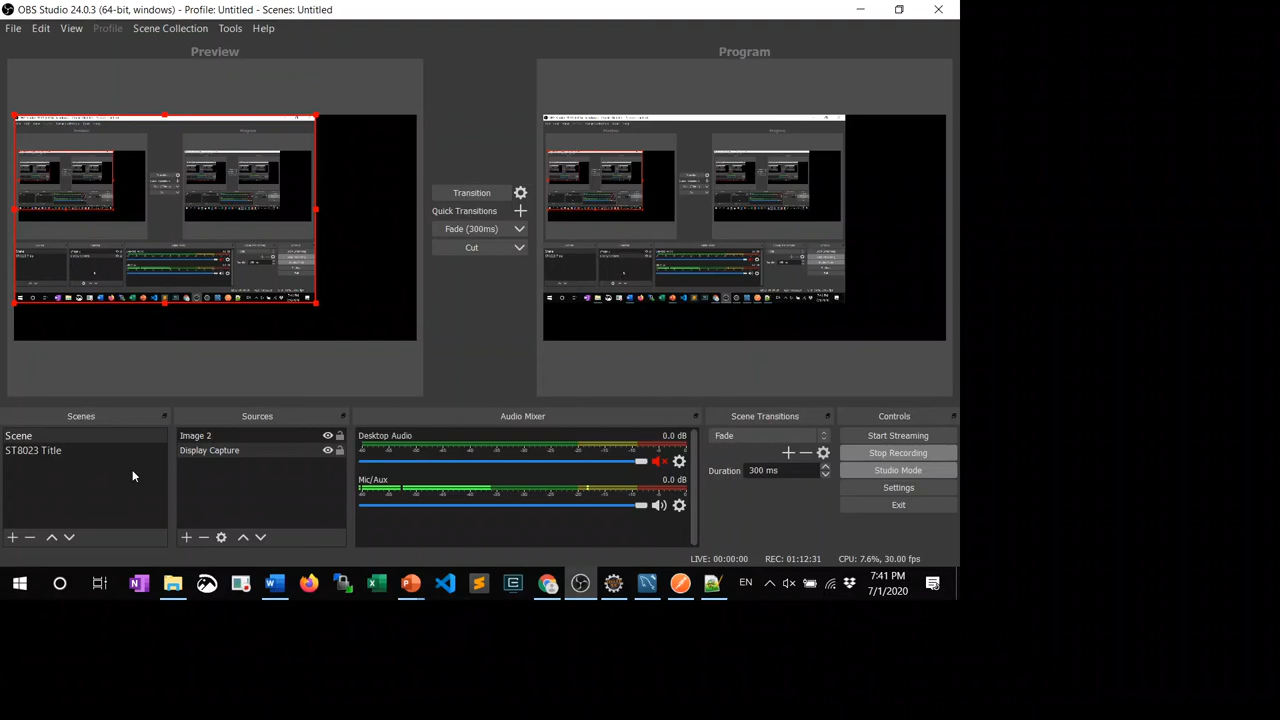 OBS Studio 24.0.3 (64-bit, windows) - Profile: Untitled - Scenes: Untitled
File Edit View Profile Scene Collection Tools Help
Preview
Program
Transition
Quick Transitions
Fade (300ms)
Cut
Scenes
Scene
ST8023 Title
Sources
Image 2
Display Capture
Audio Mixer
Desktop Audio 0.0 dB
Mic/Aux 0.0 dB
Scene Transitions
Fade
Duration 300 ms
Controls
Start Streaming
Stop Recording
Studio Mode
Settings
Exit
LIVE: 00:00:00 REC: 01:12:31 CPU: 7.6%, 30.00 fps
EN
7:41 PM
7/1/2020